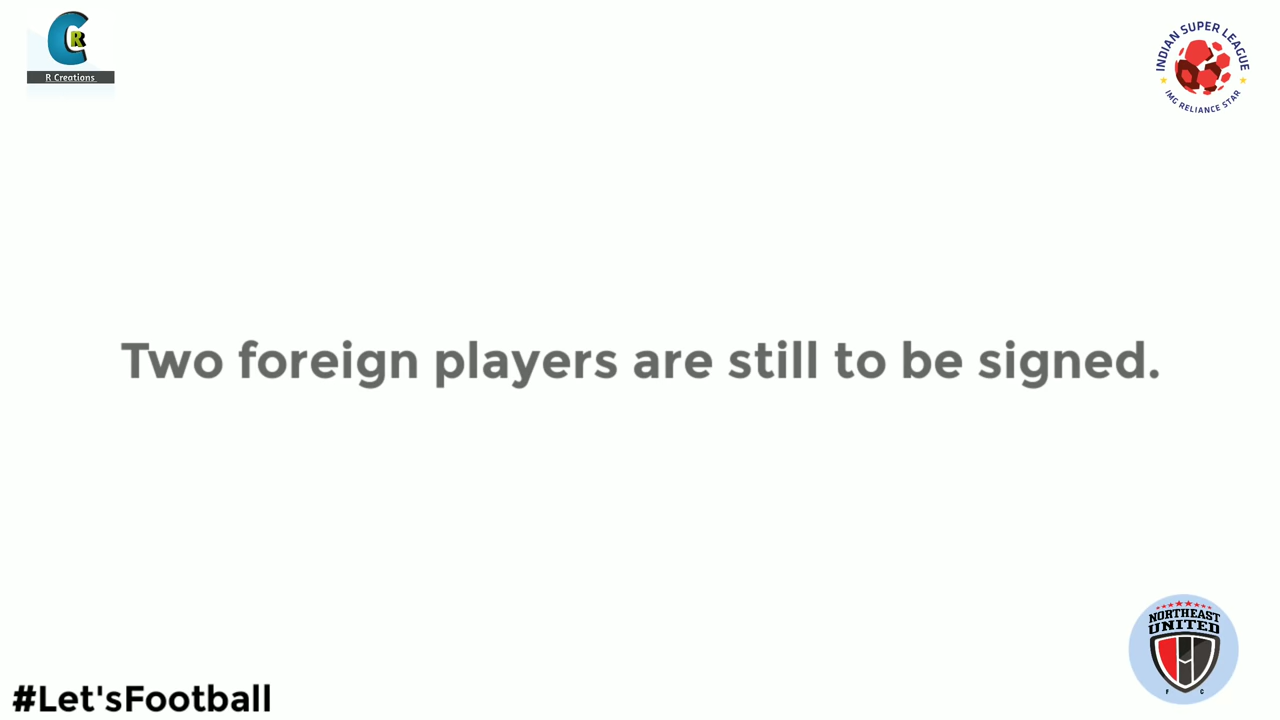 R
R Creations
INDIAN SUPER LEAGUE
IMG RELIANCE STAR
Two foreign players are still to be signed.
NORTHEAST
UNITED
F C
#Let'sFootball